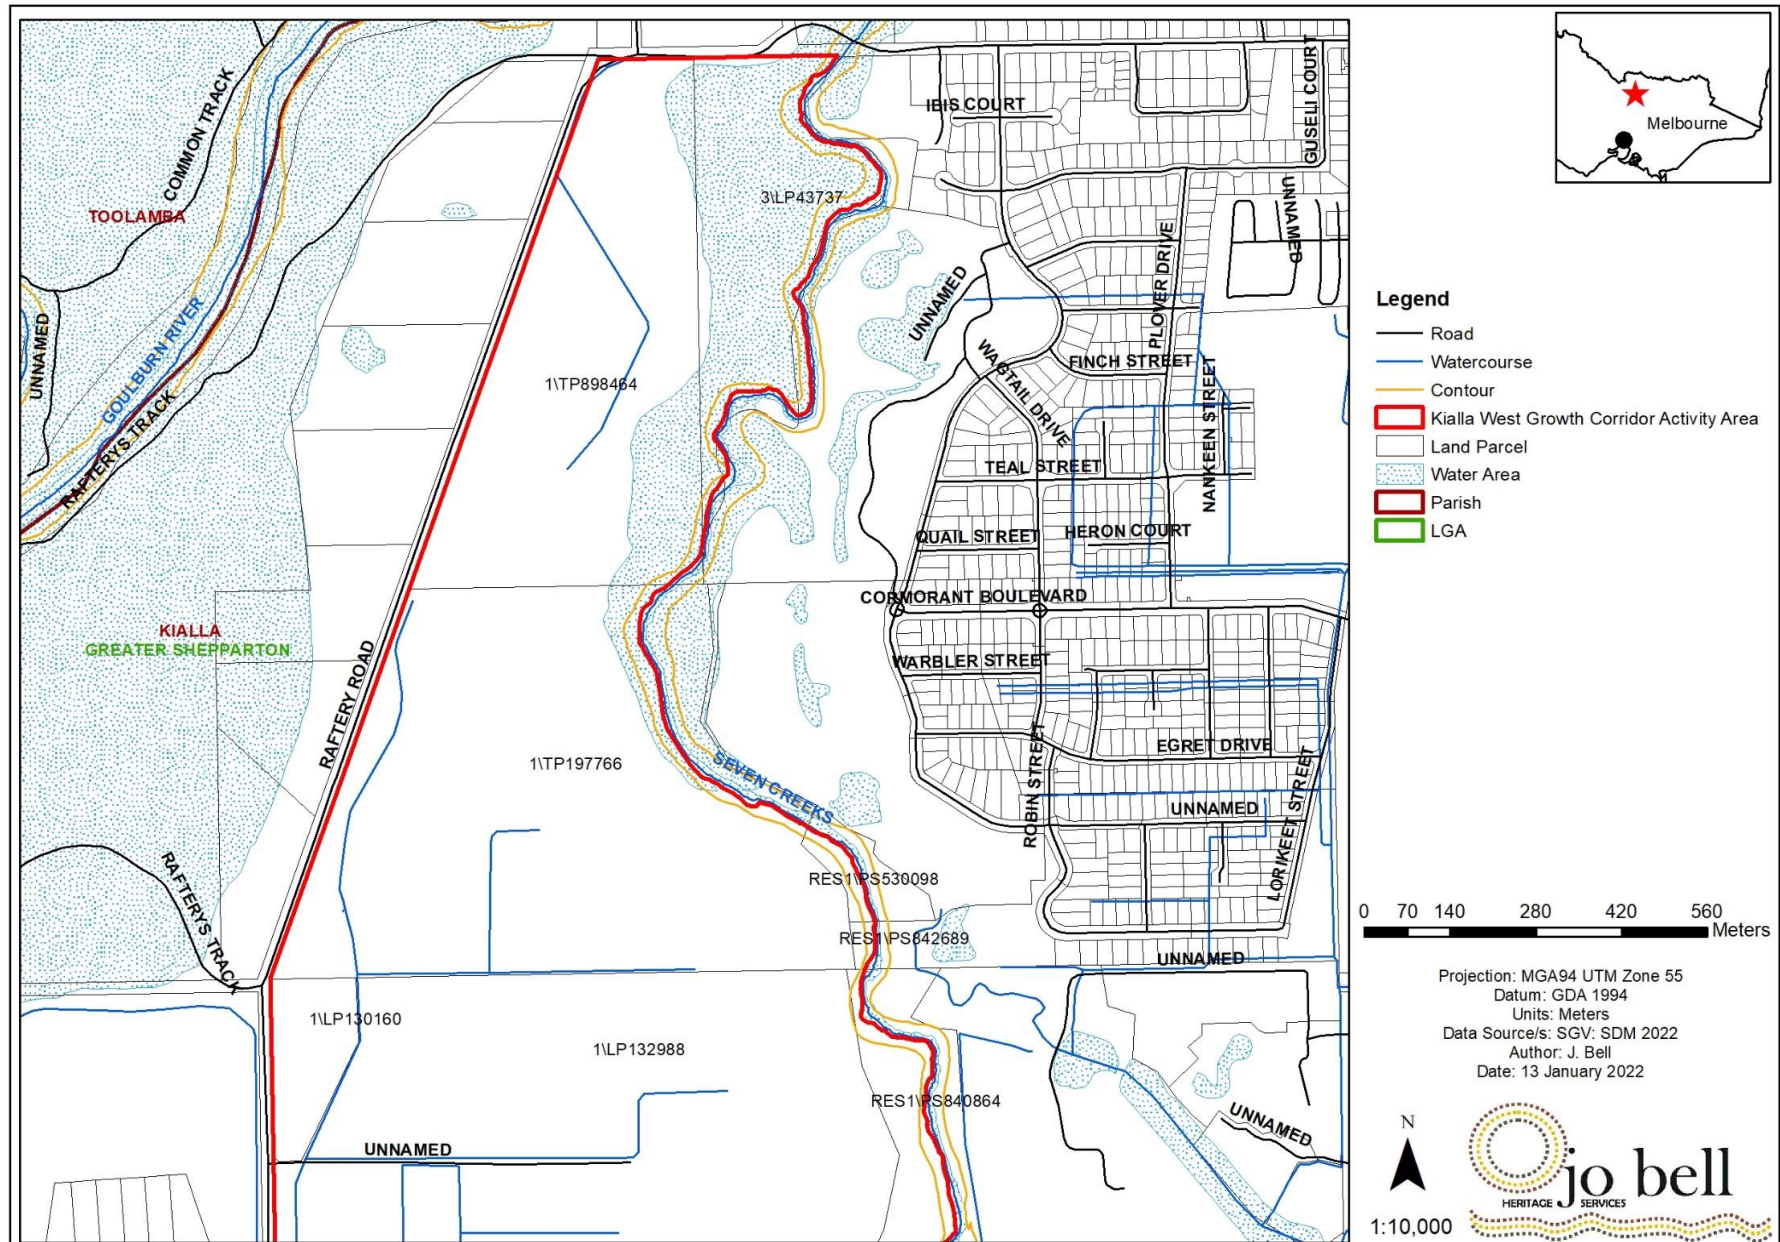 COMMON TRACK
TOOLAMBA
UNNAMED
GOULBURN RIVER
RAFTERYS TRACK
KIALLA
GREATER SHEPPARTON
RAFTERY ROAD
RAFTERYS TRACK
3\LP43737
1\TP898464
1\TP197766
SEVEN CREEKS
RES1\PS530098
RES1\PS842689
1\LP130160
1\LP132988
RES1\PS840864
UNNAMED
IBIS COURT
GUSELI COURT
UNNAMED
UNNAMED
PLOVER DRIVE
WAGTAIL DRIVE
FINCH STREET
NANKEEN STREET
TEAL STREET
QUAIL STREET
HERON COURT
CORMORANT BOULEVARD
WARBLER STREET
ROBIN STREET
EGRET DRIVE
UNNAMED
LORIKET STREET
UNNAMED
UNNAMED
Melbourne
Legend
Road
Watercourse
Contour
Kialla West Growth Corridor Activity Area
Land Parcel
Water Area
Parish
LGA
0 70 140 280 420 560
Meters
Projection: MGA94 UTM Zone 55
Datum: GDA 1994
Units: Meters
Data Source/s: SGV: SDM 2022
Author: J. Bell
Date: 13 January 2022
N
1:10,000
jo bell
HERITAGE SERVICES